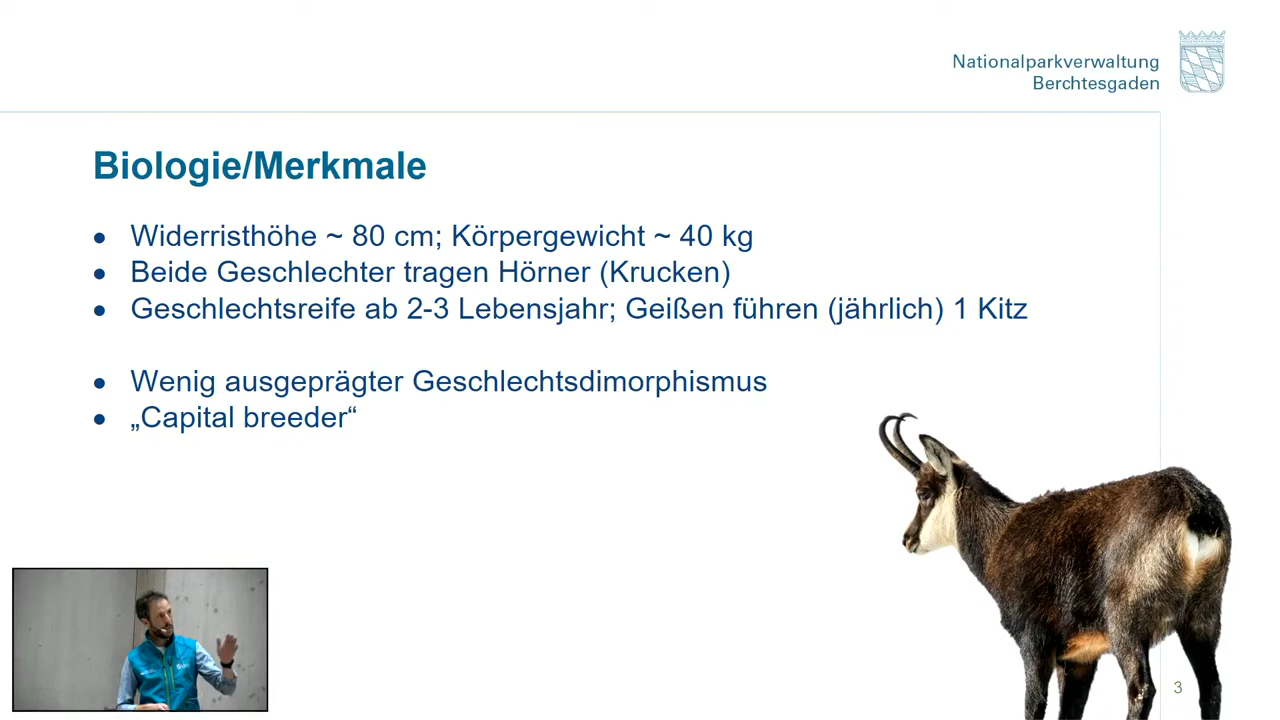 Nationalparkverwaltung
Berchtesgaden
Biologie/Merkmale
• Widerristhöhe ~ 80 cm; Körpergewicht ~ 40 kg
• Beide Geschlechter tragen Hörner (Krucken)
• Geschlechtsreife ab 2-3 Lebensjahr; Geißen führen (jährlich) 1 Kitz
• Wenig ausgeprägter Geschlechtsdimorphismus
• „Capital breeder“
3